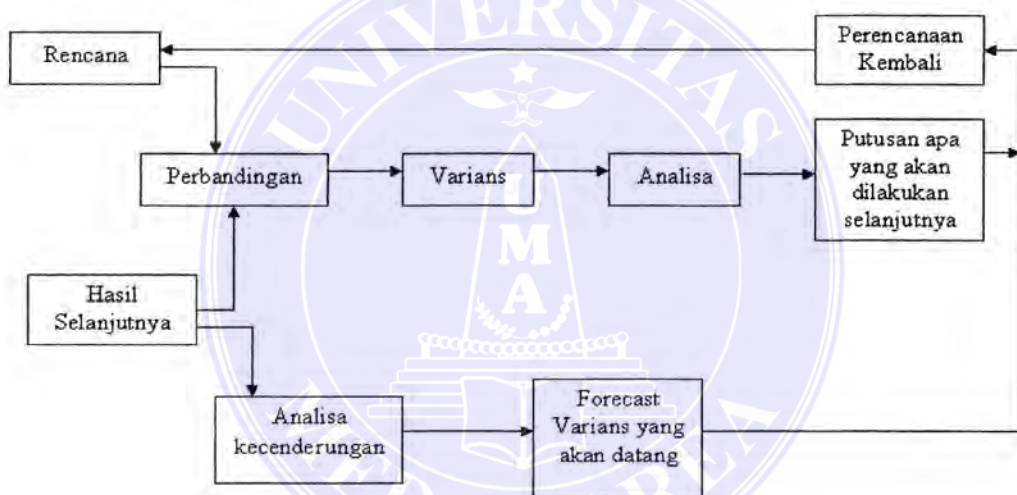 Rencana
Perencanaan
Kembali
Perbandingan
Varians
Analisa
Putusan apa
yang akan
dilakukan
selanjutnya
Hasil
Selanjutnya
Analisa
kecenderungan
Forecast
Varians yang
akan datang
UNIVERSITAS
U
M
A